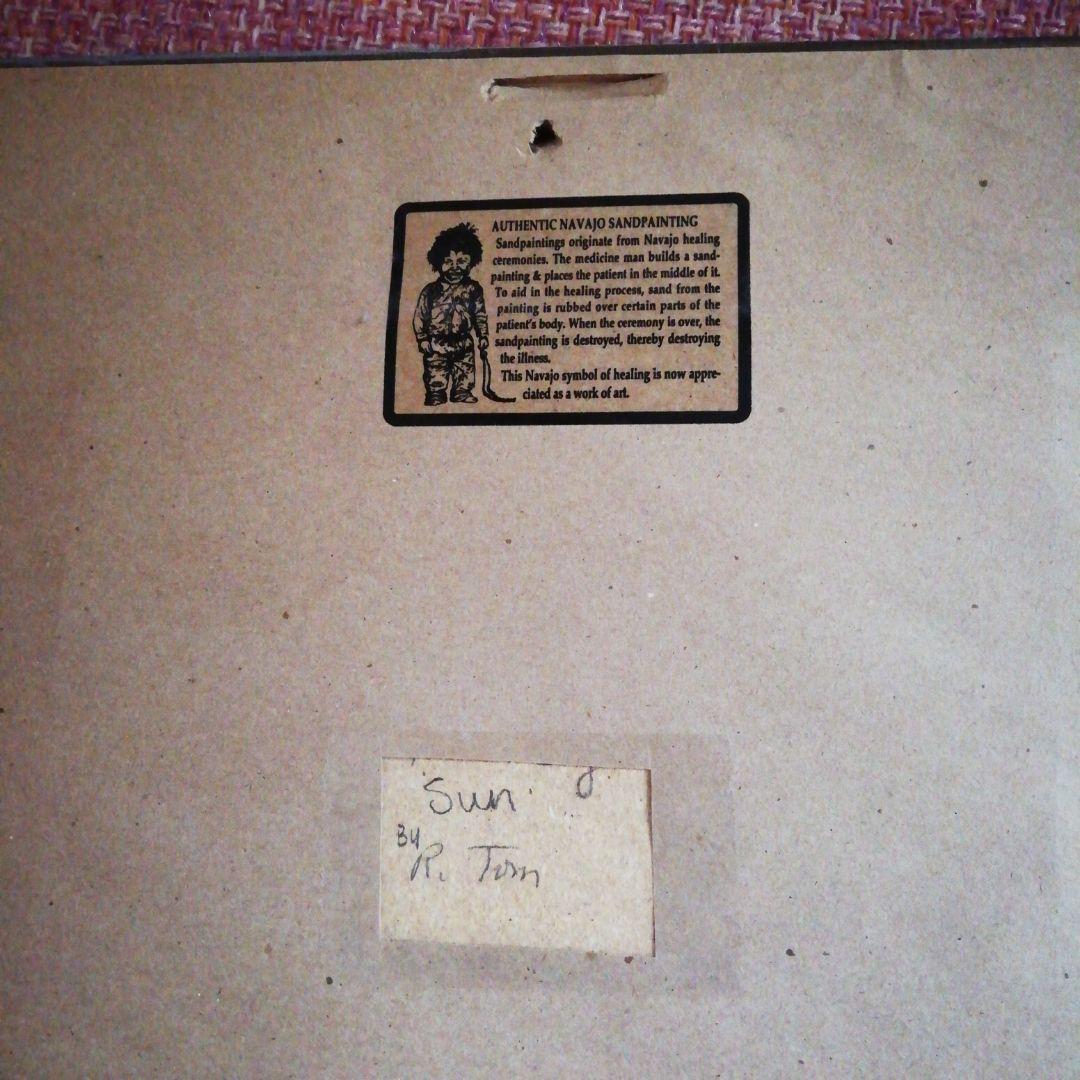 AUTHENTIC NAVAJO SANDPAINTING
Sandpaintings originate from Navajo healing
ceremonies. The medicine man builds a sand-
painting & places the patient in the middle of it.
To aid in the healing process, sand from the
painting is rubbed over certain parts of the
patient's body. When the ceremony is over, the
sandpainting is destroyed, thereby destroying
the illness.
This Navajo symbol of healing is now appre-
ciated as a work of art.
Sun
By
R. Tom